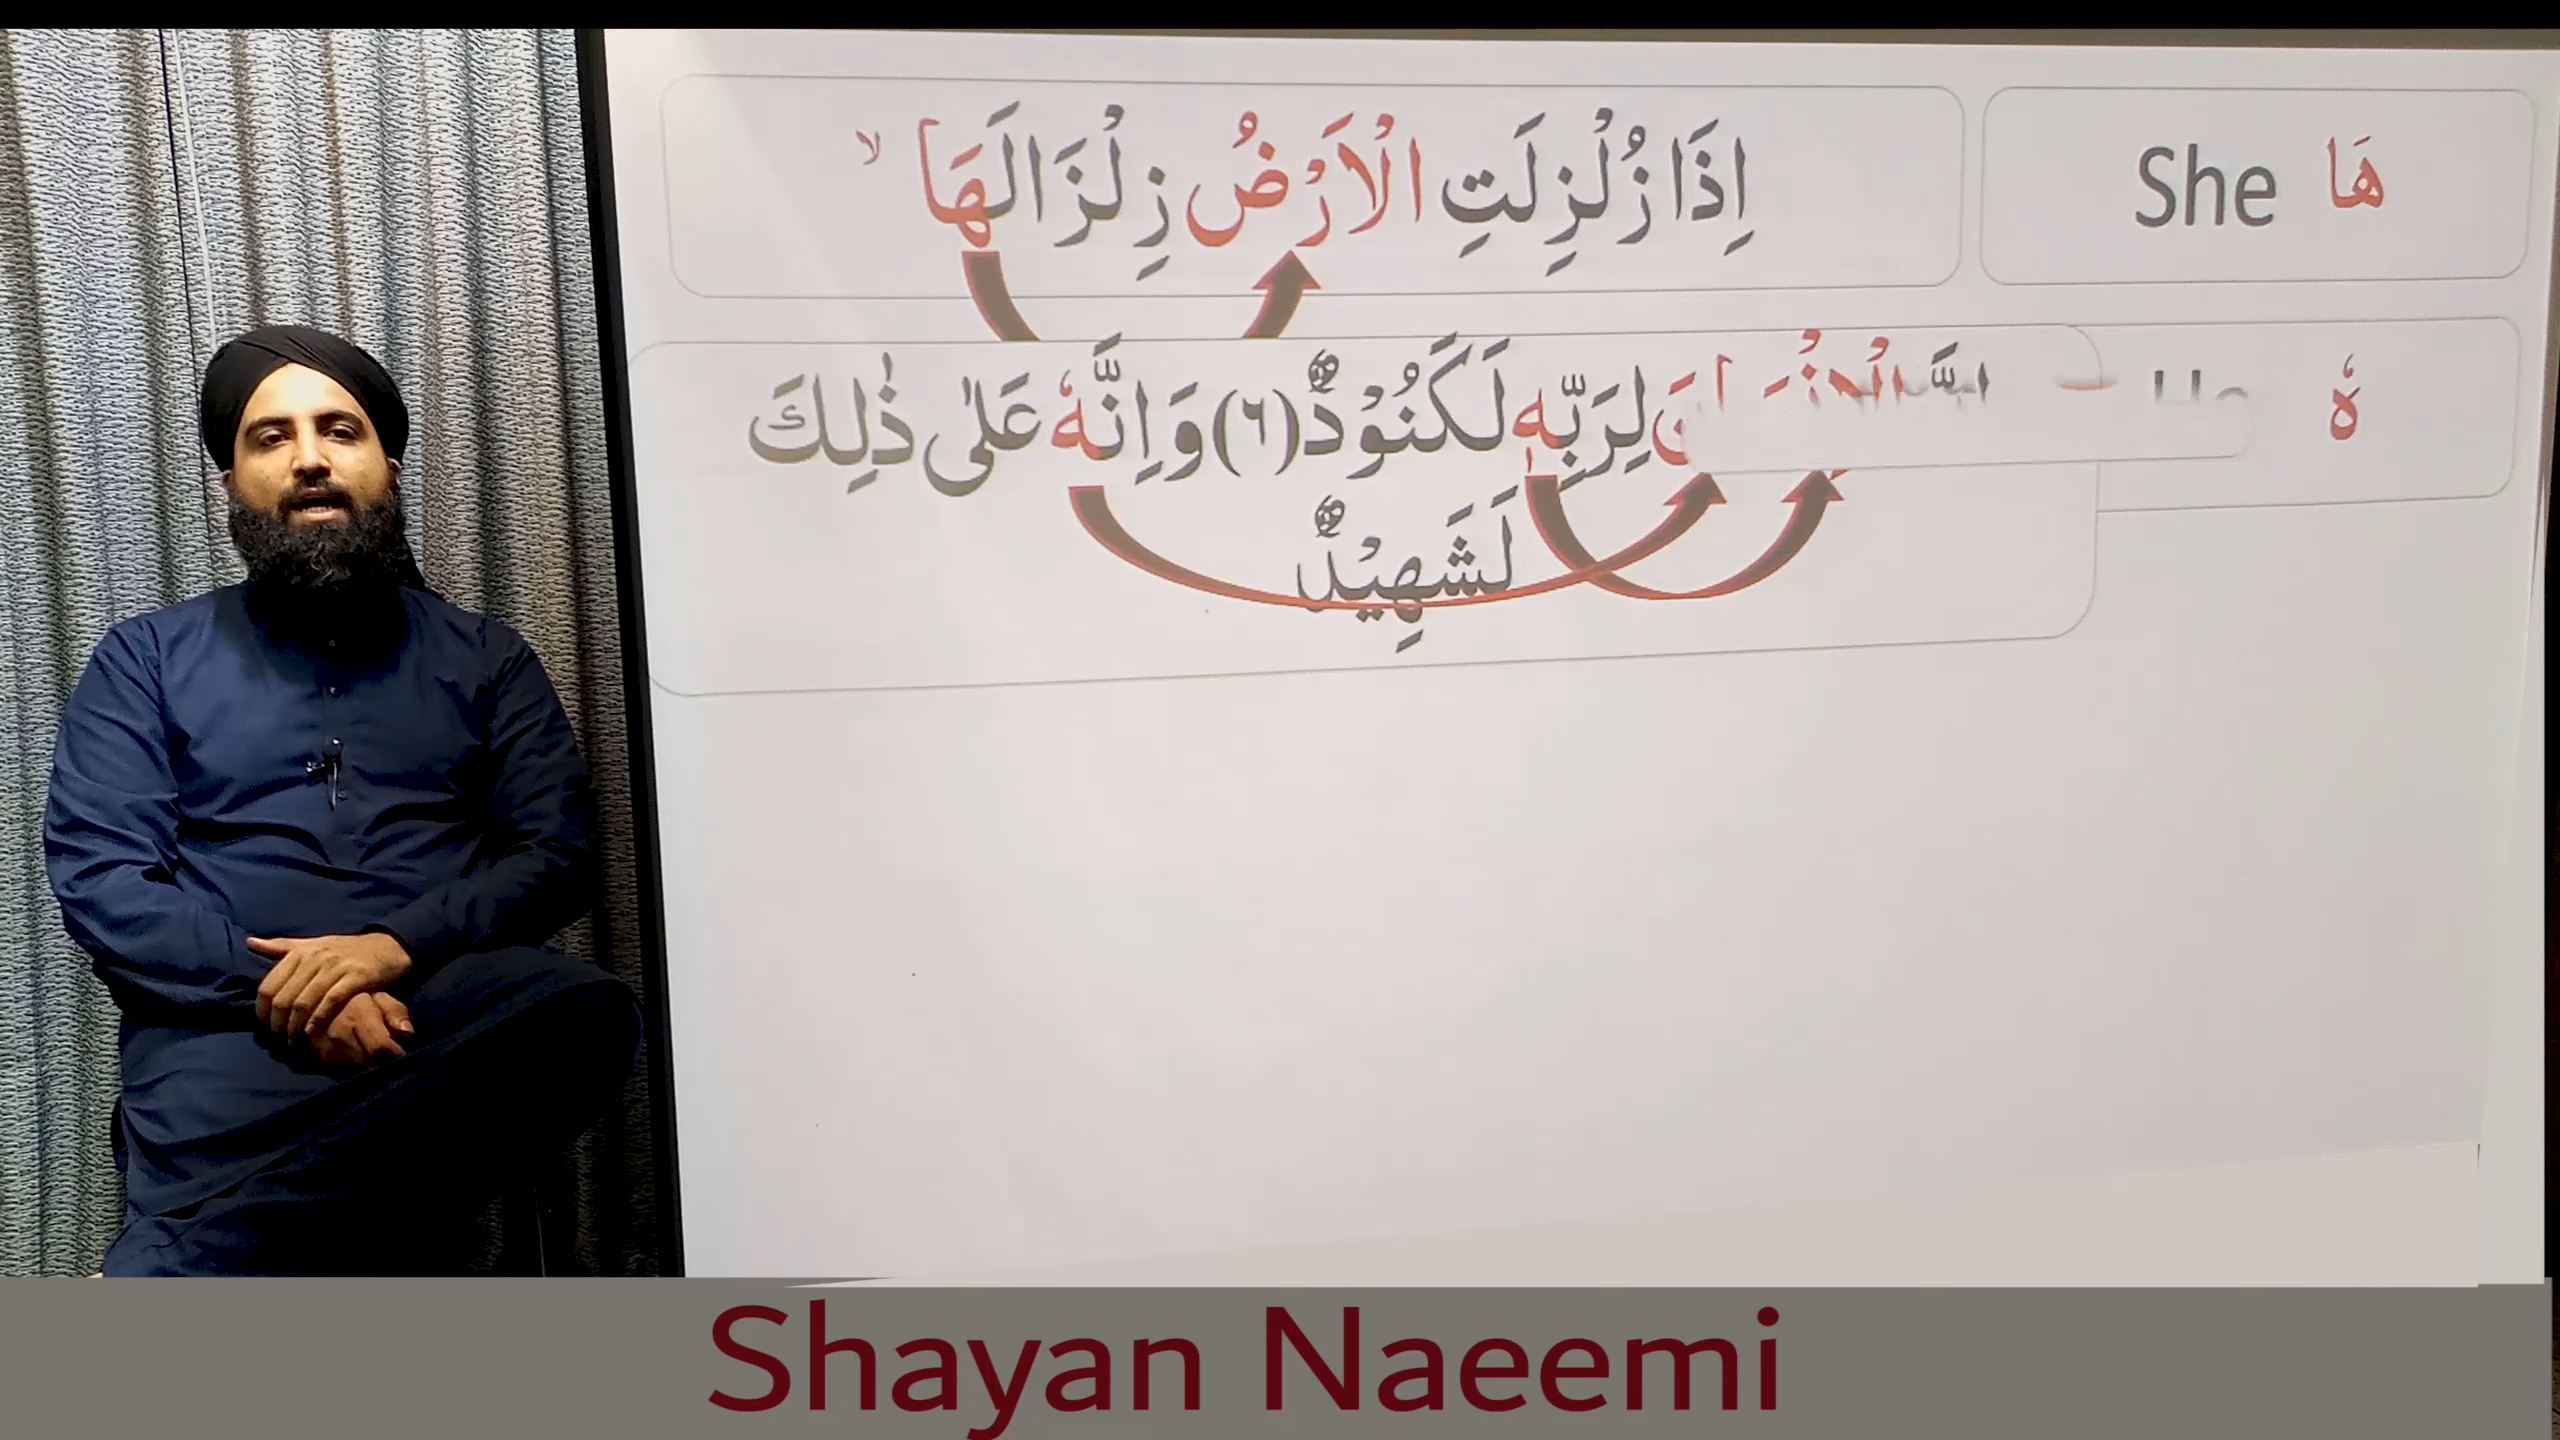 اِذَا زُلْزِلَتِ الْاَرْضُ زِلْزَالَهَا ۙ
هَا She
لِرَبِّهٖ لَكَنُوْدٌ ۚ (٦) وَ اِنَّهٗ عَلٰى ذٰلِكَ
لَشَهِيْدٌ ۚ
هٗ
Shayan Naeemi